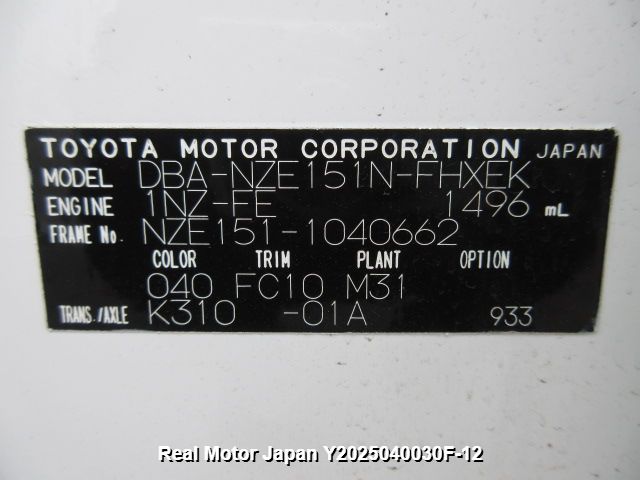 TOYOTA MOTOR CORPORATION JAPAN
MODEL DBA-NZE151N-FHXEK
ENGINE 1NZ-FE 1496 mL
FRAME No. NZE151-1040662
COLOR TRIM PLANT OPTION
040 FC10 M31
TRANS./AXLE K310 -01A 933
Real Motor Japan Y2025040030F-12